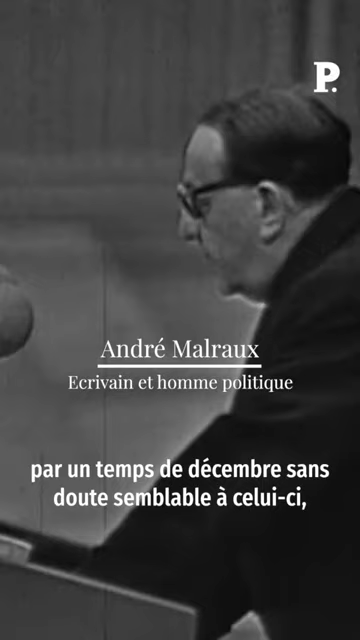 P.
André Malraux
Ecrivain et homme politique
par un temps de décembre sans
doute semblable à celui-ci,